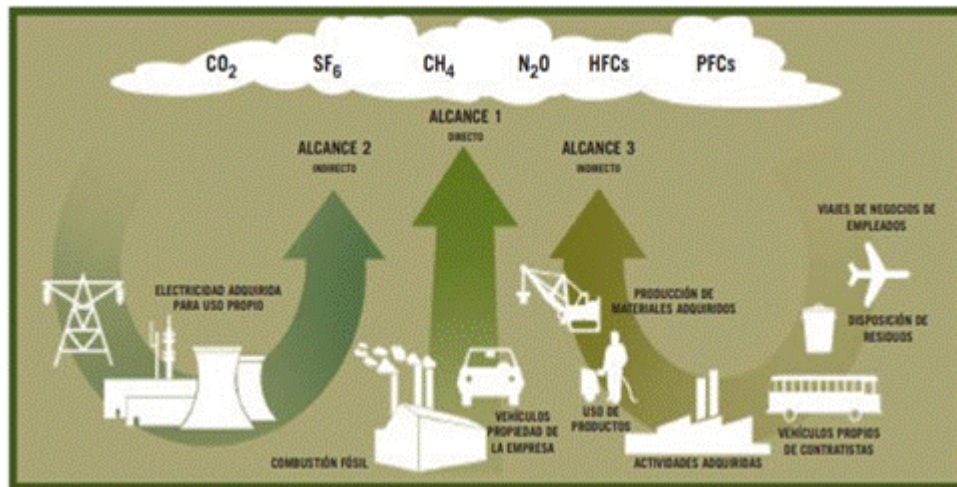 CO₂ SF₆ CH₄ N₂O HFCs PFCs
ALCANCE 1
DIRECTO
ALCANCE 2
INDIRECTO
ALCANCE 3
INDIRECTO
VIAJES DE NEGOCIOS DE
EMPLEADOS
ELECTRICIDAD ADQUIRIDA
PARA USO PROPIO
PRODUCCIÓN DE
MATERIALES ADQUIRIDOS
DISPOSICIÓN DE
RESIDUOS
COMBUSTIÓN FÓSIL
VEHÍCULOS
PROPIEDAD DE
LA EMPRESA
USO DE
PRODUCTOS
ACTIVIDADES ADQUIRIDAS
VEHÍCULOS PROPIOS
DE CONTRATISTAS